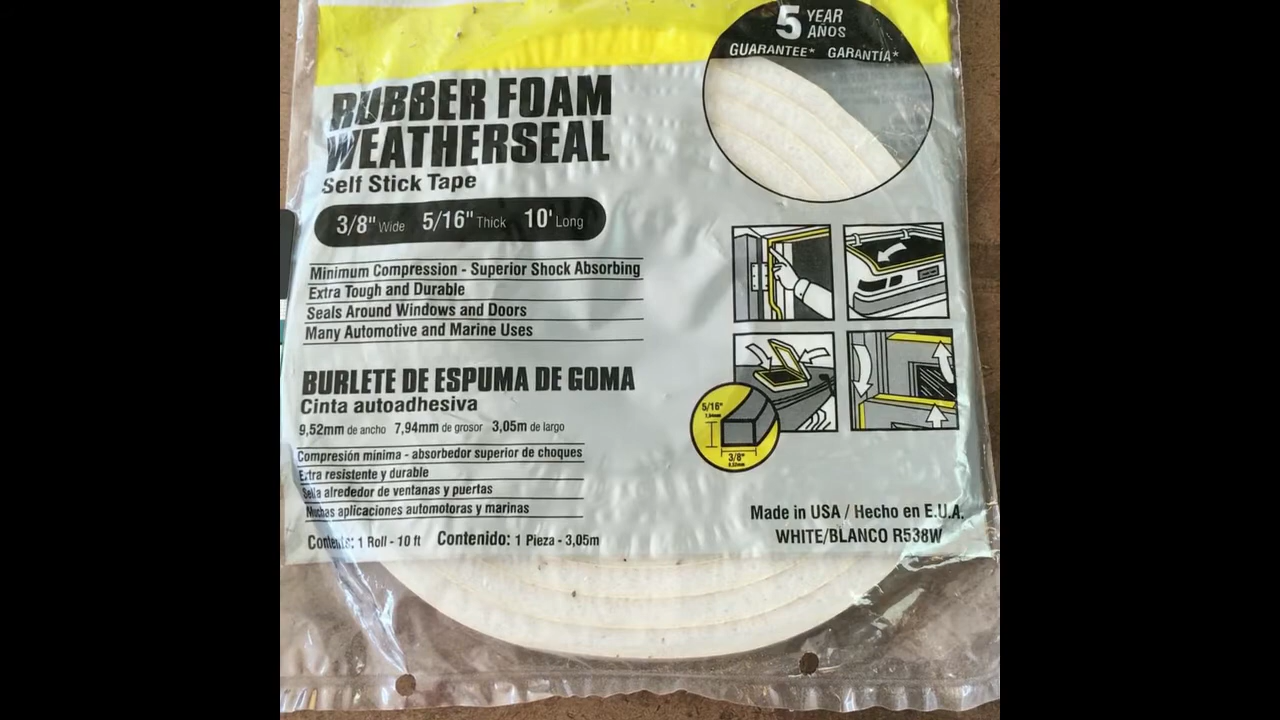 5 YEAR
AÑOS
GUARANTEE* GARANTÍA*
RUBBER FOAM
WEATHERSEAL
Self Stick Tape
3/8" Wide 5/16" Thick 10' Long
Minimum Compression - Superior Shock Absorbing
Extra Tough and Durable
Seals Around Windows and Doors
Many Automotive and Marine Uses
BURLETE DE ESPUMA DE GOMA
Cinta autoadhesiva
9,52mm de ancho 7,94mm de grosor 3,05m de largo
Compresión mínima - absorbedor superior de choques
Extra resistente y durable
Sella alrededor de ventanas y puertas
Muchas aplicaciones automotoras y marinas
Contents: 1 Roll - 10 ft Contenido: 1 Pieza - 3,05m
5/16"
7,94mm
3/8"
9,52mm
Made in USA / Hecho en E.U.A.
WHITE/BLANCO R538W